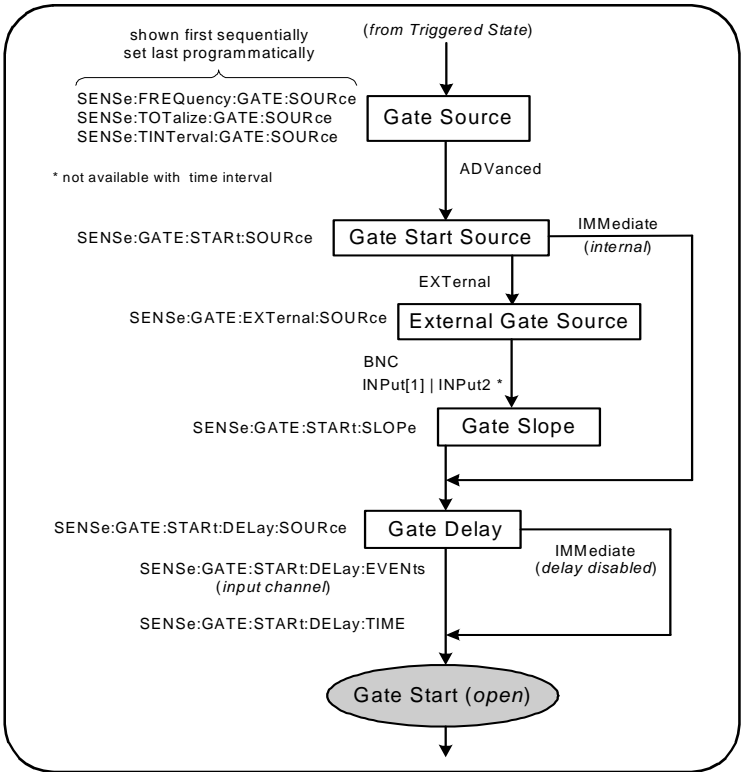 shown first sequentially
set last programmatically
(from Triggered State)
SENSe:FREQuency:GATE:SOURce
SENSe:TOTalize:GATE:SOURce
SENSe:TINTerval:GATE:SOURce
Gate Source
* not available with time interval
ADVanced
SENSe:GATE:STARt:SOURce
Gate Start Source
IMMediate
(internal)
EXTernal
SENSe:GATE:EXTernal:SOURce
External Gate Source
BNC
INPut[1] | INPut2 *
SENSe:GATE:STARt:SLOPe
Gate Slope
SENSe:GATE:STARt:DELay:SOURce
Gate Delay
IMMediate
(delay disabled)
SENSe:GATE:STARt:DELay:EVENts
(input channel)
SENSe:GATE:STARt:DELay:TIME
Gate Start (open)